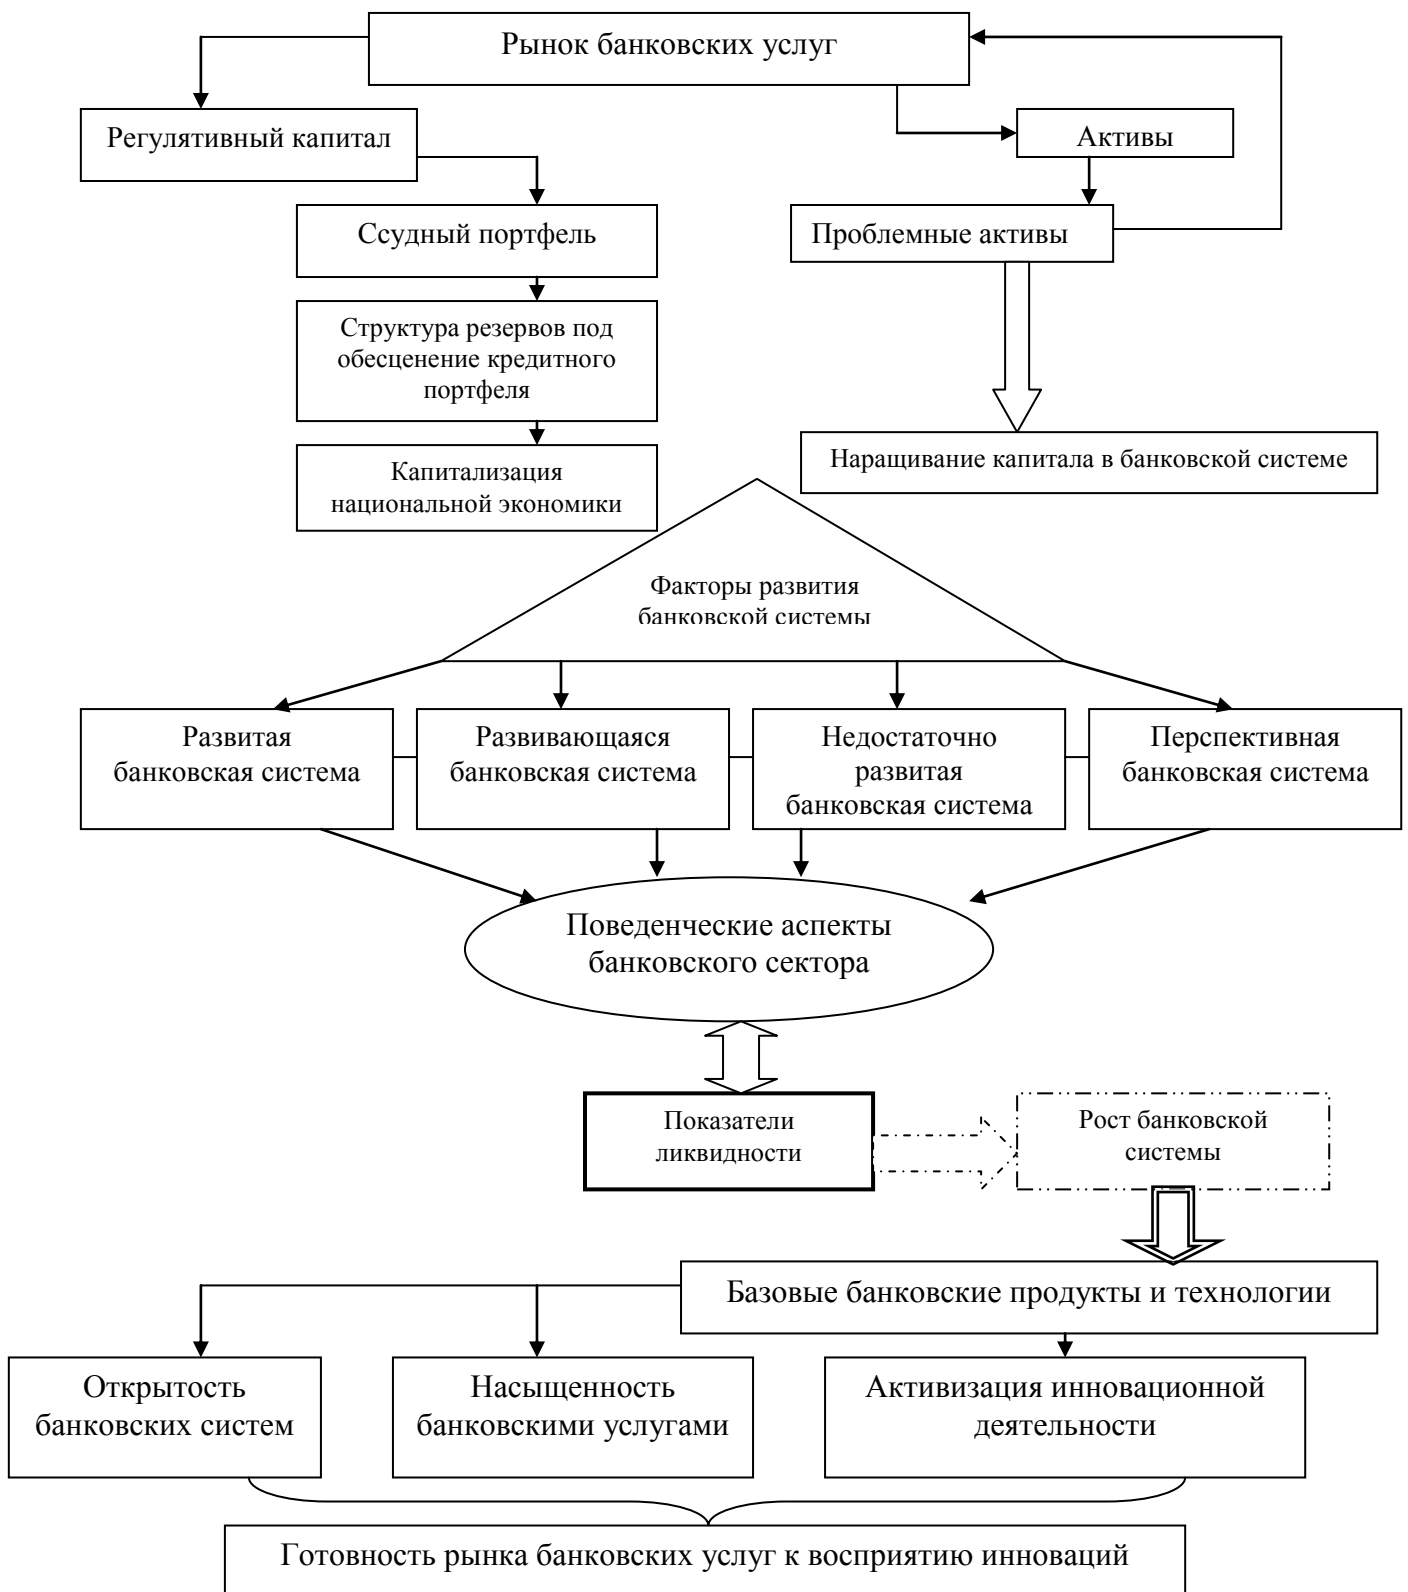 Рынок банковских услуг
Регулятивный капитал
Активы
Ссудный портфель
Проблемные активы
Структура резервов под
обесценение кредитного
портфеля
Наращивание капитала в банковской системе
Капитализация
национальной экономики
Факторы развития
банковской системы
Развитая
банковская система
Развивающаяся
банковская система
Недостаточно
развитая
банковская система
Перспективная
банковская система
Поведенческие аспекты
банковского сектора
Показатели
ликвидности
Рост банковской
системы
Базовые банковские продукты и технологии
Открытость
банковских систем
Насыщенность
банковскими услугами
Активизация инновационной
деятельности
Готовность рынка банковских услуг к восприятию инноваций